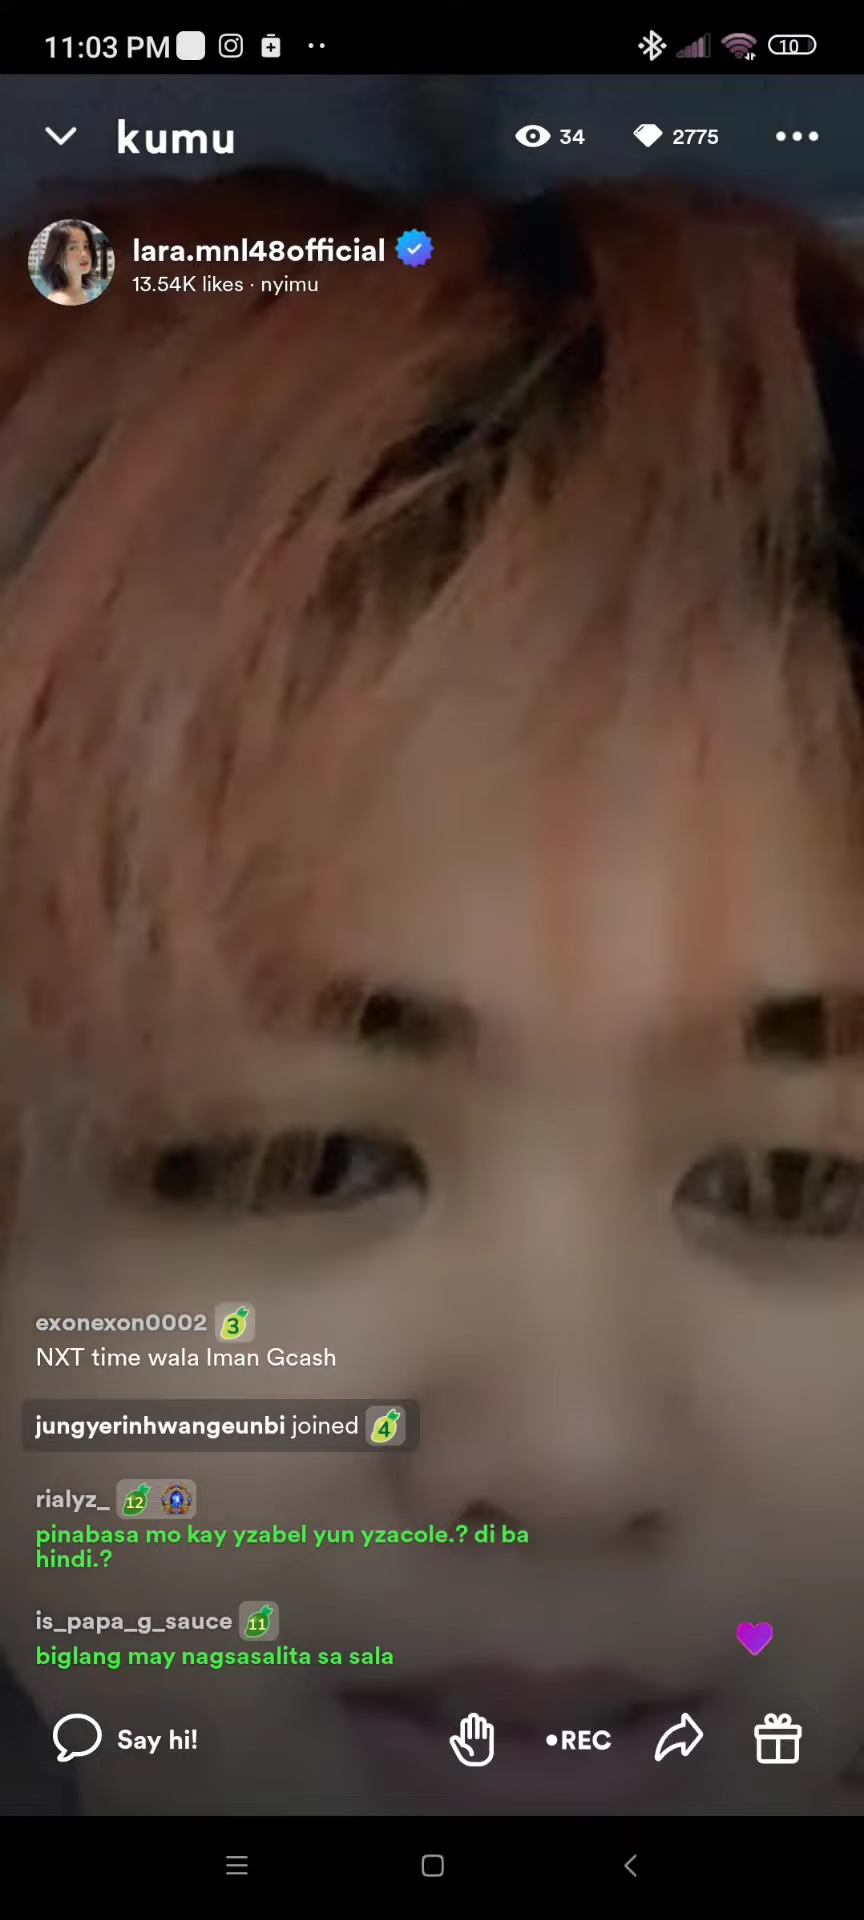 11:03 PM
10
kumu
34
2775
lara.mnl48official
13.54K likes · nyimu
exonexon0002 3
NXT time wala Iman Gcash
jungyerinhwangeunbi joined 4
rialyz_ 12
pinabasa mo kay yzabel yun yzacole.? di ba
hindi.?
is_papa_g_sauce 11
biglang may nagsasalita sa sala
Say hi!
•REC